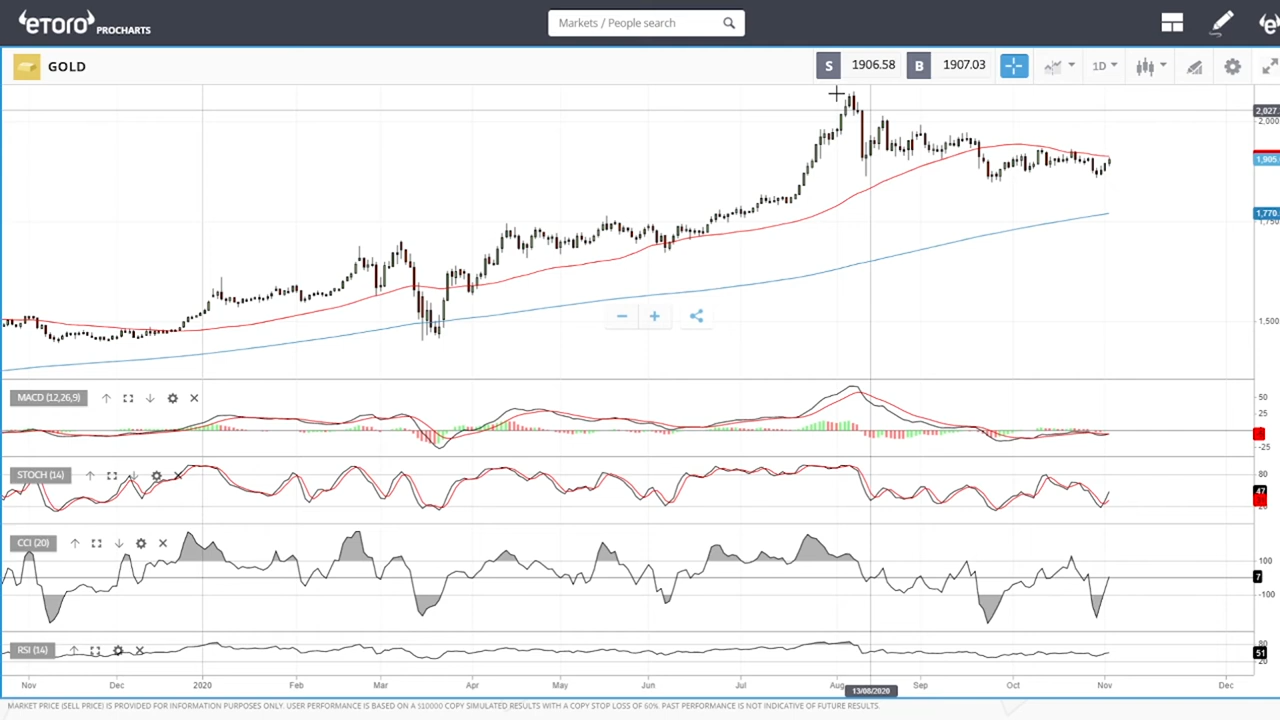 eToro PROCHARTS
Markets / People search
GOLD
S 1906.58 B 1907.03
1D
2,027.
2,000
1,905.
1,770.
1,500
MACD (12,26,9)
50
25
-25
STOCH (14)
80
47
20
CCI (20)
100
7
-100
RSI (14)
80
51
20
Nov Dec 2020 Feb Mar Apr May Jun Jul Aug Sep Oct Nov Dec
13/08/2020
MARKET PRICE (SELL PRICE) IS PROVIDED FOR INFORMATION PURPOSES ONLY. USER PERFORMANCE IS BASED ON A $10000 COPY SIMULATED RESULTS WITH A COPY STOP LOSS OF 60%. PAST PERFORMANCE IS NOT INDICATIVE OF FUTURE RESULTS.